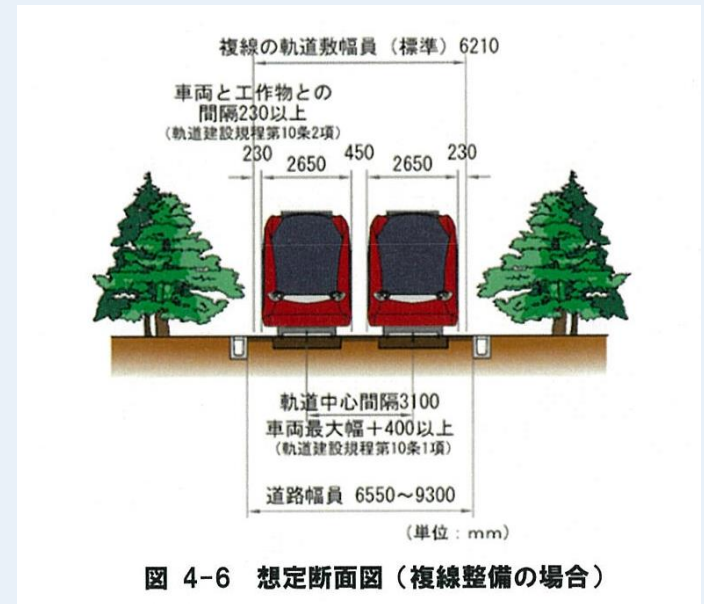 複線の軌道敷幅員（標準）6210
車両と工作物との
間隔230以上
（軌道建設規程第10条2項）
230 2650 450 2650 230
軌道中心間隔3100
車両最大幅＋400以上
（軌道建設規程第10条1項）
道路幅員 6550～9300
（単位：mm）
図 4-6 想定断面図（複線整備の場合）